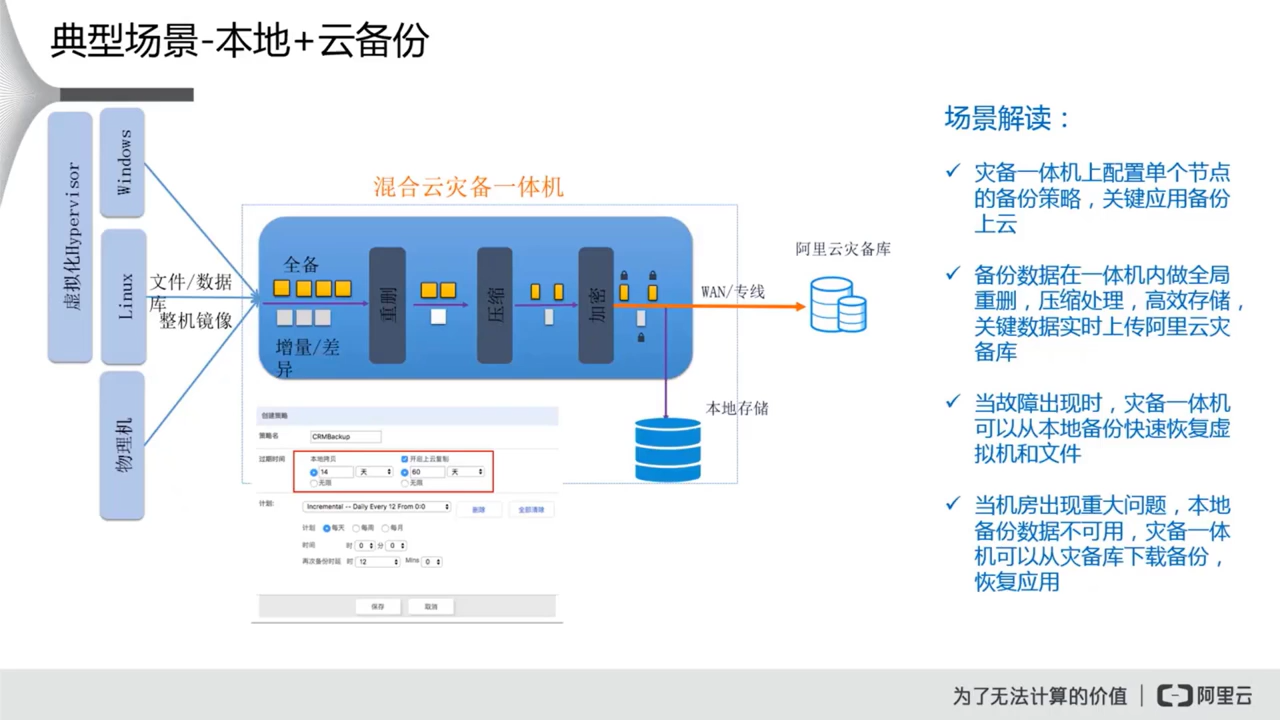 典型场景-本地+云备份
虚拟化Hypervisor
Windows
Linux
物理机
文件/数据
库
整机镜像
混合云灾备一体机
全备
增量/差
异
重删
压缩
加密
WAN/专线
阿里云灾备库
本地存储
创建策略
策略名
CRMBackup
过期时间
本地拷贝
开启上云复制
14
天
60
天
无限
无限
计划:
Incremental -- Daily Every 12 From 0:0
删除
全部清除
计划
每天
每周
每月
时间
时
0
分
0
两次备份时延
时
12
Mins
0
保存
取消
场景解读：
✓ 灾备一体机上配置单个节点
的备份策略，关键应用备份
上云
✓ 备份数据在一体机内做全局
重删，压缩处理，高效存储，
关键数据实时上传阿里云灾
备库
✓ 当故障出现时，灾备一体机
可以从本地备份快速恢复虚
拟机和文件
✓ 当机房出现重大问题，本地
备份数据不可用，灾备一体
机可以从灾备库下载备份，
恢复应用
为了无法计算的价值
阿里云